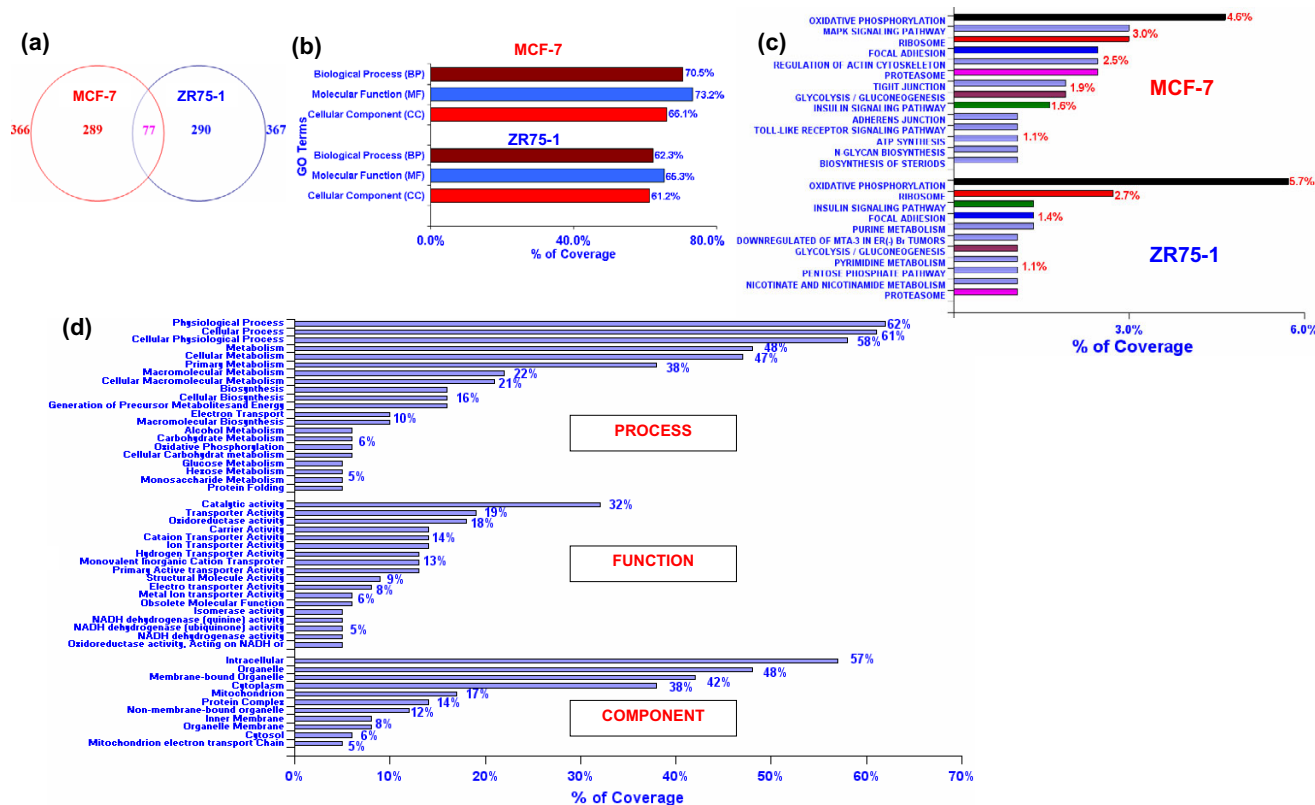 (a)
MCF-7
ZR75-1
366
289
77
290
367
(b)
MCF-7
GO Terms
Biological Process (BP)
70.5%
Molecular Function (MF)
73.2%
Cellular Component (CC)
66.1%
ZR75-1
Biological Process (BP)
62.3%
Molecular Function (MF)
65.3%
Cellular Component (CC)
61.2%
0.0%
40.0%
80.0%
% of Coverage
(c)
OXIDATIVE PHOSPHORYLATION
4.6%
MAPK SIGNALING PATHWAY
3.0%
RIBOSOME
FOCAL ADHESION
REGULATION OF ACTIN CYTOSKELETON
2.5%
PROTEASOME
TIGHT JUNCTION
1.9%
GLYCOLYSIS / GLUCONEOGENESIS
INSULIN SIGNALING PATHWAY
1.6%
ADHERENS JUNCTION
TOLL-LIKE RECEPTOR SIGNALING PATHWAY
ATP SYNTHESIS
1.1%
N GLYCAN BIOSYNTHESIS
BIOSYNTHESIS OF STERIODS
MCF-7
OXIDATIVE PHOSPHORYLATION
5.7%
RIBOSOME
2.7%
INSULIN SIGNALING PATHWAY
FOCAL ADHESION
1.4%
PURINE METABOLISM
DOWNREGULATED OF MTA-3 IN ER(-) Br TUMORS
GLYCOLYSIS / GLUCONEOGENESIS
PYRIMIDINE METABOLISM
1.1%
PENTOSE PHOSPHATE PATHWAY
NICOTINATE AND NICOTINAMIDE METABOLISM
PROTEASOME
ZR75-1
3.0%
6.0%
% of Coverage
(d)
Physiological Process
62%
Cellular Process
61%
Cellular Physiological Process
58%
Metabolism
48%
Cellular Metabolism
47%
Primary Metabolism
38%
Macromolecular Metabolism
22%
Cellular Macromolecular Metabolism
21%
Biosynthesis
Cellular Biosynthesis
16%
Generation of Precursor Metabolitesand Energy
Electron Transport
10%
Macromolecular Biosynthesis
Alcohol Metabolism
Carbohydrate Metabolism
6%
Oxidative Phosphorylation
Cellular Carbohydrat metabolism
Glucose Metabolism
Hexose Metabolism
5%
Monosaccharide Metabolism
Protein Folding
PROCESS
Catalytic activity
32%
Transporter Activity
19%
Oxidoreductase activity
18%
Carrier Activity
Cataion Transporter Activity
14%
Ion Transporter Activity
Hydrogen Transporter Activity
Monovalent Inorganic Cation Transproter
13%
Primary Active transporter Activity
Structural Molecule Activity
9%
Electro transporter Activity
8%
Metal Ion transporter Activity
6%
Obsolete Molecular Function
Isomerase activity
NADH dehydrogenase (quinine) activity
NADH dehydrogenase (ubiquinone) activity
5%
NADH dehydrogenase activity
Oxidoreductase activity, Acting on NADH or
FUNCTION
Intracellular
57%
Organelle
48%
Membrane-bound Organelle
42%
Cytoplasm
38%
Mitochondrion
17%
Protein Complex
14%
Non-membrane-bound organelle
12%
Inner Membrane
8%
Organelle Membrane
Cytosol
6%
Mitochondrion electron transport Chain
5%
COMPONENT
0%
10%
20%
30%
40%
50%
60%
70%
% of Coverage